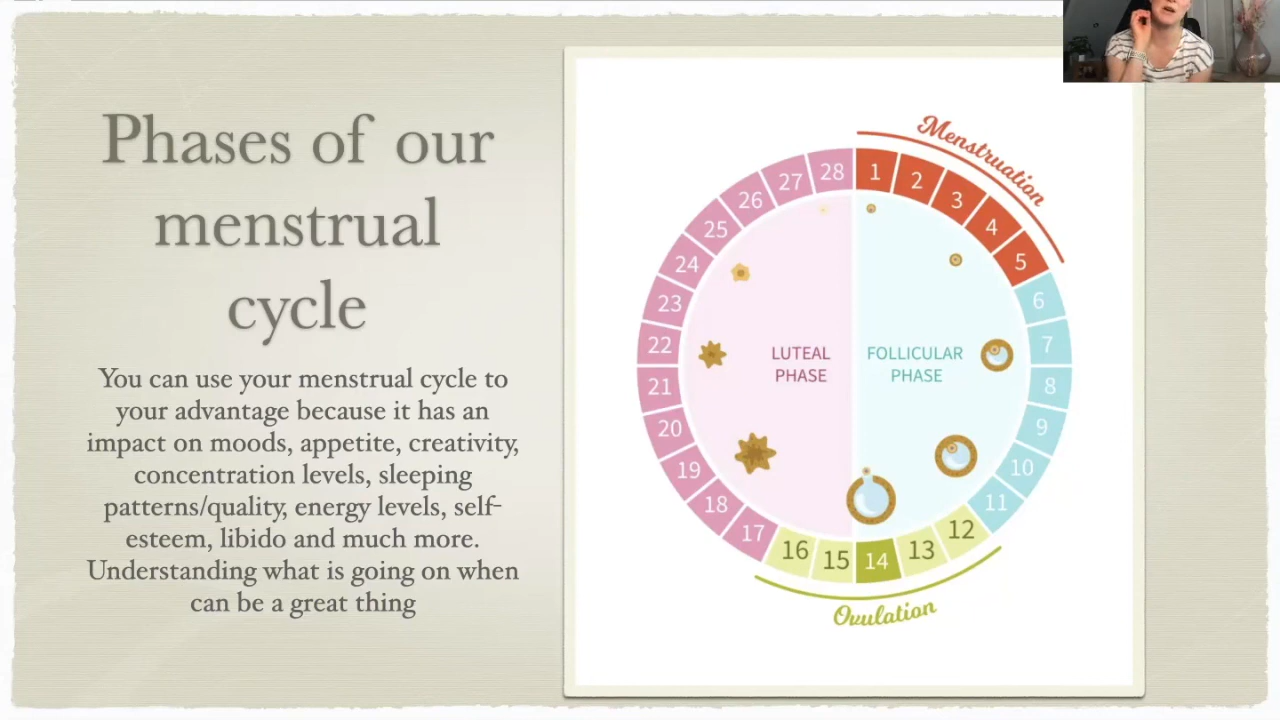 Phases of our
menstrual
cycle
You can use your menstrual cycle to
your advantage because it has an
impact on moods, appetite, creativity,
concentration levels, sleeping
patterns/quality, energy levels, self-
esteem, libido and much more.
Understanding what is going on when
can be a great thing
Menstruation
1
2
3
4
5
6
7
8
9
10
11
12
13
14
15
16
17
18
19
20
21
22
23
24
25
26
27
28
LUTEAL
PHASE
FOLLICULAR
PHASE
Ovulation